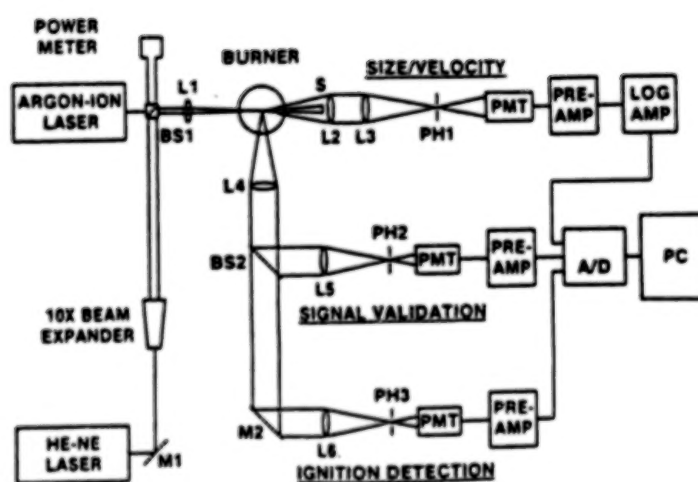 POWER
METER
BURNER
SIZE/VELOCITY
ARGON-ION
LASER
BS1
L1
S
L2
L3
PH1
PMT
PRE-
AMP
LOG
AMP
L4
BS2
L5
PH2
PMT
PRE-
AMP
A/D
PC
SIGNAL VALIDATION
10X BEAM
EXPANDER
HE-NE
LASER
M1
M2
L6
PH3
PMT
PRE-
AMP
IGNITION DETECTION